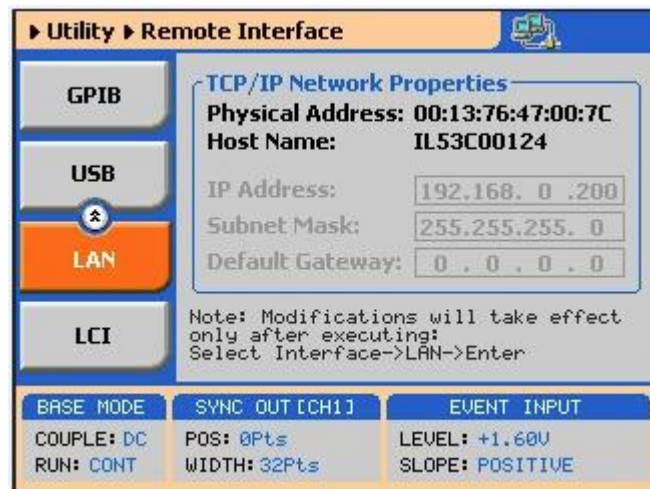 ▶ Utility ▶ Remote Interface
GPIB
USB
LAN
LCI
TCP/IP Network Properties
Physical Address: 00:13:76:47:00:7C
Host Name: IL53C00124
IP Address: 192.168. 0 .200
Subnet Mask: 255.255.255. 0
Default Gateway: 0 . 0 . 0 . 0
Note: Modifications will take effect
only after executing:
Select Interface->LAN->Enter
BASE MODE
COUPLE: DC
RUN: CONT
SYNC OUT[CH1]
POS: 0Pts
WIDTH: 32Pts
EVENT INPUT
LEVEL: +1.60V
SLOPE: POSITIVE